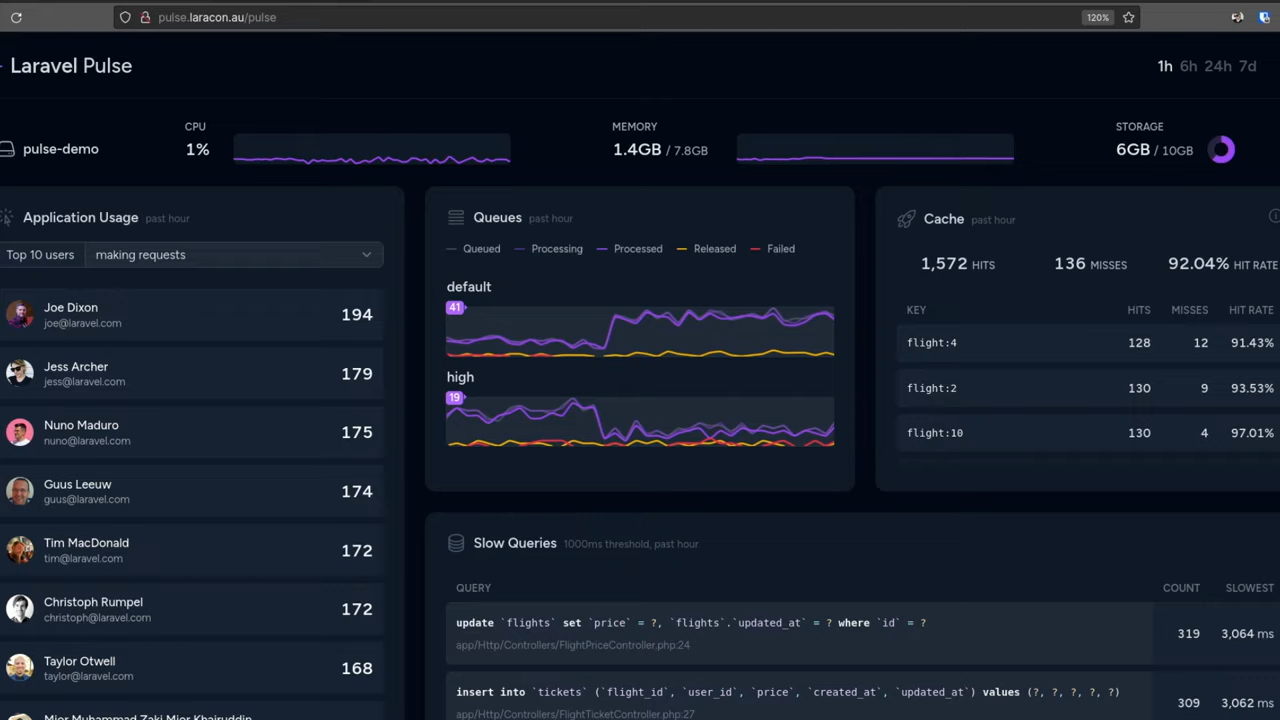 pulse.laracon.au/pulse
120%
Laravel Pulse
1h 6h 24h 7d
pulse-demo
CPU
1%
MEMORY
1.4GB / 7.8GB
STORAGE
6GB / 10GB
Application Usage past hour
Top 10 users
making requests
Joe Dixon
joe@laravel.com
194
Jess Archer
jess@laravel.com
179
Nuno Maduro
nuno@laravel.com
175
Guus Leeuw
guus@laravel.com
174
Tim MacDonald
tim@laravel.com
172
Christoph Rumpel
christoph@laravel.com
172
Taylor Otwell
taylor@laravel.com
168
Mior Muhammad Zaki Mior Khairuddin
Queues past hour
Queued Processing Processed Released Failed
default
41
high
19
Cache past hour
1,572 HITS 136 MISSES 92.04% HIT RATE
KEY HITS MISSES HIT RATE
flight:4 128 12 91.43%
flight:2 130 9 93.53%
flight:10 130 4 97.01%
Slow Queries 1000ms threshold, past hour
QUERY COUNT SLOWEST
update `flights` set `price` = ?, `flights`.`updated_at` = ? where `id` = ?
app/Http/Controllers/FlightPriceController.php:24
319 3,064 ms
insert into `tickets` (`flight_id`, `user_id`, `price`, `created_at`, `updated_at`) values (?, ?, ?, ?, ?)
app/Http/Controllers/FlightTicketController.php:27
309 3,062 ms